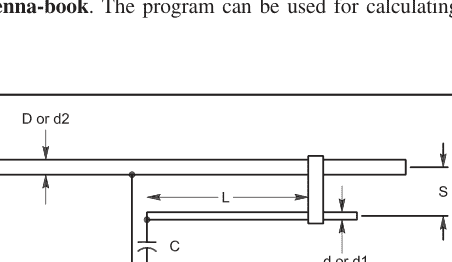 enna-book. The program can be used for calculating
D or d2
L
S
C
d or d1